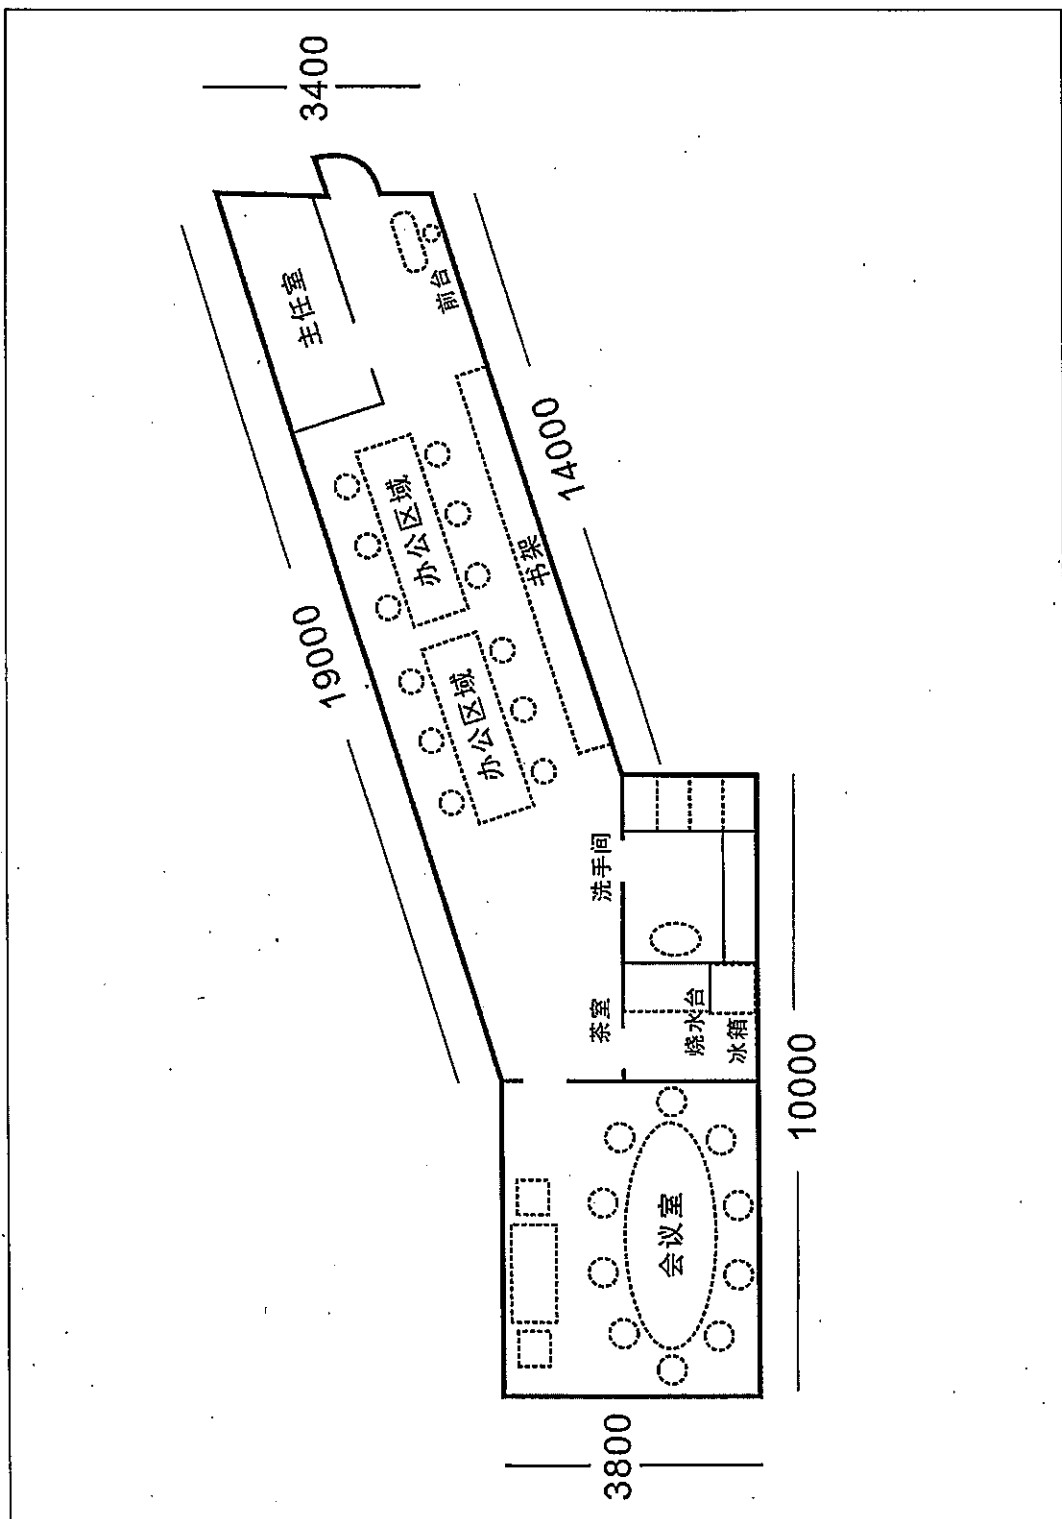 3400
主任室
前台
办公区域
14000
书架
19000
办公区域
洗手间
茶室
烧水台
冰箱
10000
会议室
3800